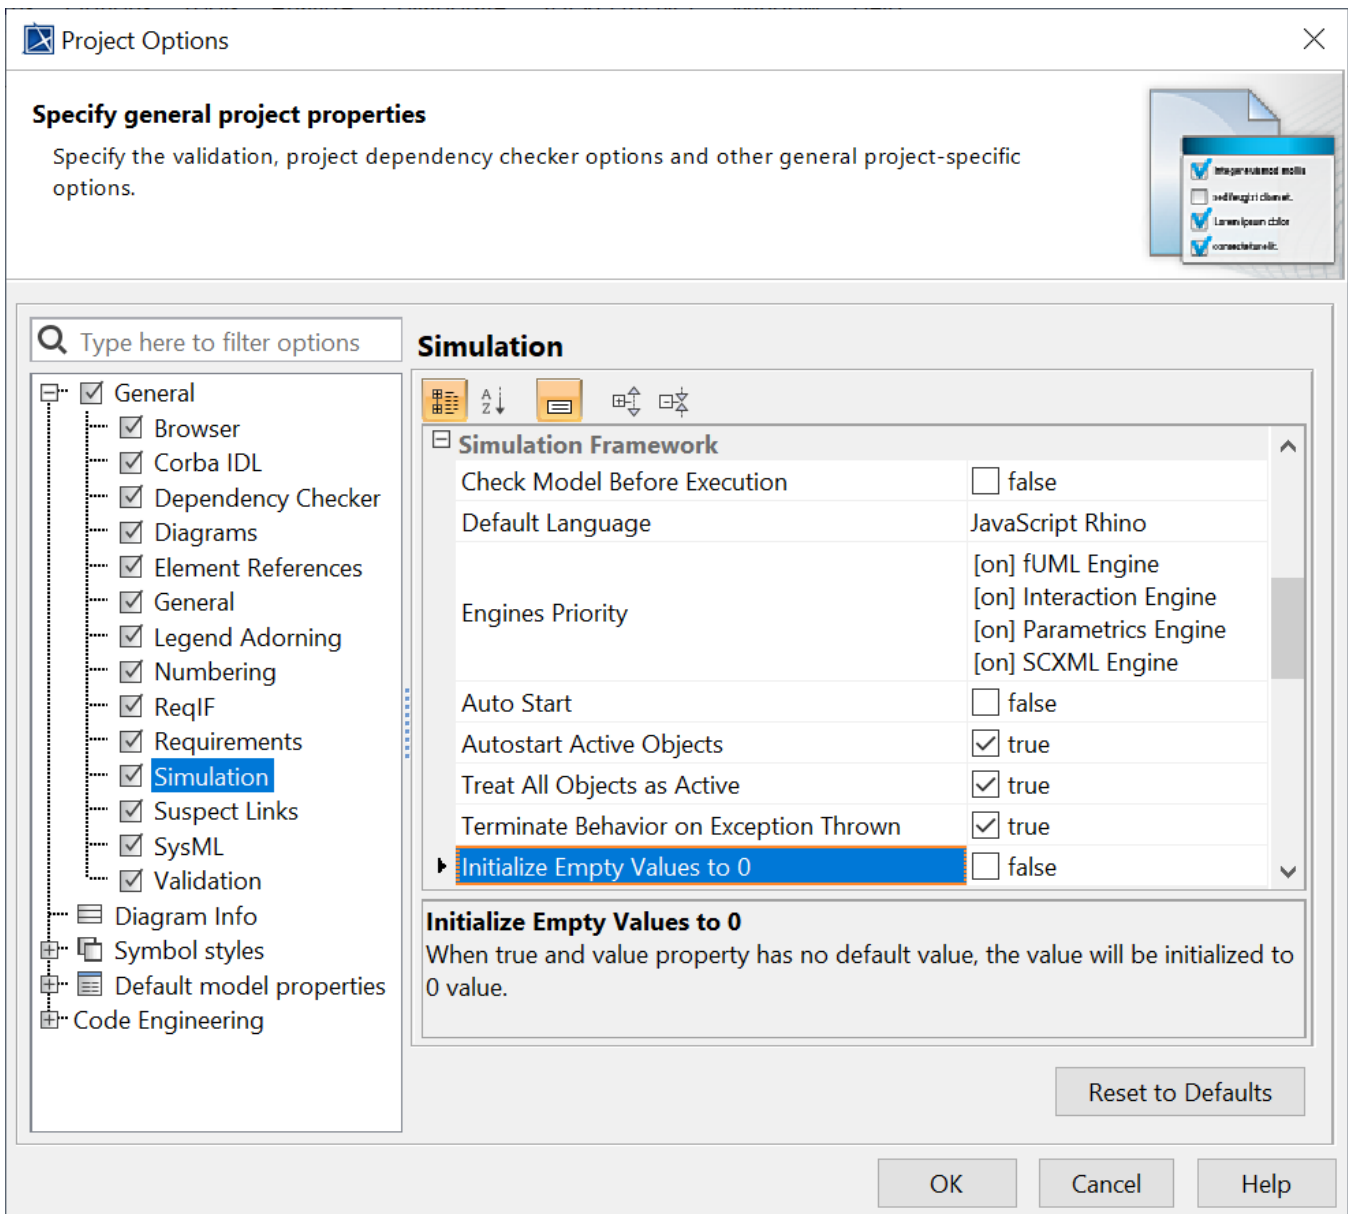 Project Options
Specify general project properties
Specify the validation, project dependency checker options and other general project-specific
options.
Type here to filter options
General
Browser
Corba IDL
Dependency Checker
Diagrams
Element References
General
Legend Adorning
Numbering
ReqIF
Requirements
Simulation
Suspect Links
SysML
Validation
Diagram Info
Symbol styles
Default model properties
Code Engineering
Simulation
A
Z
Simulation Framework
Check Model Before Execution false
Default Language JavaScript Rhino
Engines Priority
[on] fUML Engine
[on] Interaction Engine
[on] Parametrics Engine
[on] SCXML Engine
Auto Start false
Autostart Active Objects true
Treat All Objects as Active true
Terminate Behavior on Exception Thrown true
Initialize Empty Values to 0 false
Initialize Empty Values to 0
When true and value property has no default value, the value will be initialized to
0 value.
Reset to Defaults
OK Cancel Help